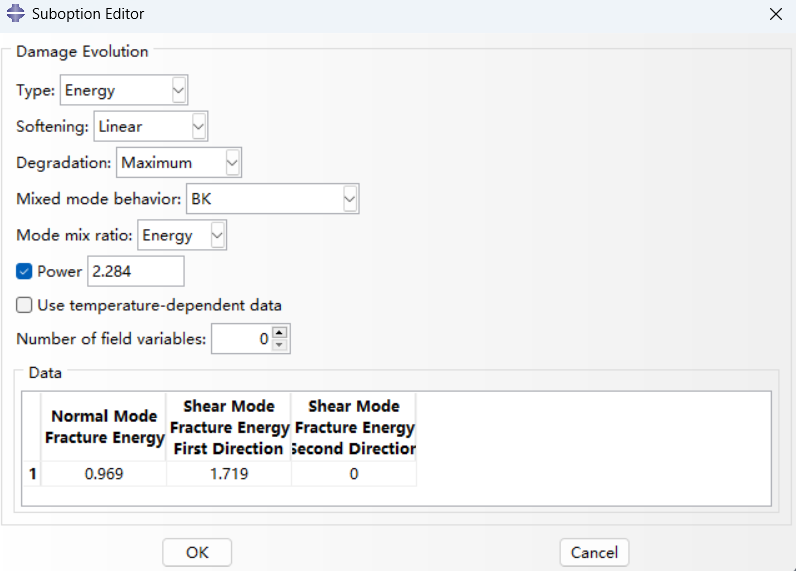 Suboption Editor
Damage Evolution
Type: Energy
Softening: Linear
Degradation: Maximum
Mixed mode behavior: BK
Mode mix ratio: Energy
Power 2.284
Use temperature-dependent data
Number of field variables: 0
Data
Normal Mode Fracture Energy
Shear Mode Fracture Energy First Direction
Shear Mode Fracture Energy Second Direction
1 0.969 1.719 0
OK Cancel